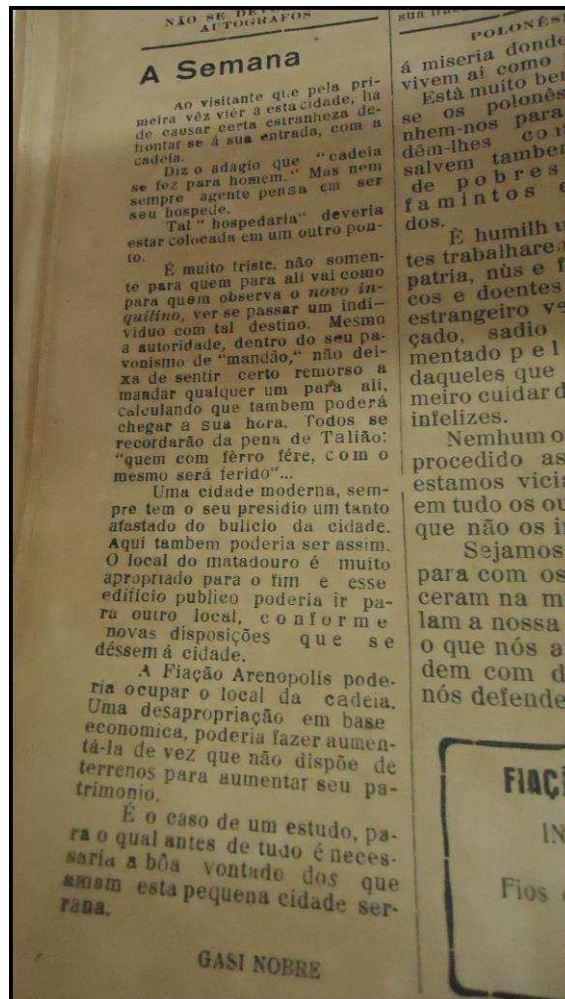 NÃO SE DEV
AUTOGRAFOS
A Semana
Ao visitante que pela pri-
meira vêz viér á esta cidade, ha
de causar certa estranheza de-
frontar se á sua entrada, com a
cadeia.
Diz o adagio que "cadeia
se fez para homem." Mas nem
sempre agente pensa em ser
seu hospede.
Tal "hospedaria" deveria
estar colocada em um outro pon-
to.
É muito triste, não somen-
te para quem para ali vai como
para quem observa o novo in-
quilino, ver-se passar um indi-
viduo com tal destino. Mesmo
a autoridade, dentro do seu pa-
vonismo de "mandão," não dei-
xa de sentir certo remorso a
mandar qualquer um para ali,
calculando que tambem poderá
chegar a sua hora. Todos se
recordarão da pena de Talião:
"quem com fèrro fére, com o
mesmo será ferido"...
Uma cidade moderna, sem-
pre tem o seu presidio um tanto
afastado do bulicio da cidade.
Aqui tambem poderia ser assim.
O local do matadouro é muito
apropriado para o fim e esse
edificio publico poderia ir pa-
ra outro local, conforme
novas disposições que se
déssem á cidade.
A Fiação Arenopolis pode-
ria ocupar o local da cadeia.
Uma desapropriação em base
economica, poderia fazer aumen-
tá-la de vez que não dispõe de
terrenos para aumentar seu pa-
trimonio.
É o caso de um estudo, pa-
ra o qual antes de tudo é neces-
saria a bôa vontade dos que
amam esta pequena cidade ser-
rana.
GASI NOBRE
sua
POLONÊS
á miseria donde
vivem ai como
Està muito be
se os polonês
nhem-nos para
dêm-lhes co
salvem tambe
de pobres
famintos e
dos.
É humilh
tes trabalhare
patria, nùs e f
cos e doentes
estrangeiro ve
çado, sadio
mentado pel
daqueles que
meiro cuidar d
infelizes.
Nenhum o
procedido as
estamos vicia
em tudo os ou
que não os i
Sejamos
para com os
ceram na m
lam a nossa
o que nós a
dem com d
nós defende
FIAÇ
IN
Fios